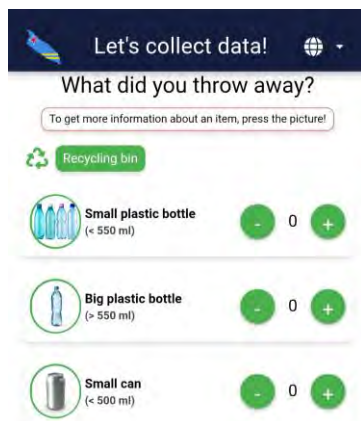 Let's collect data!
What did you throw away?
To get more information about an item, press the picture!
Recycling bin
Small plastic bottle
(< 550 ml)
- 0 +
Big plastic bottle
(> 550 ml)
- 0 +
Small can
(< 500 ml)
- 0 +